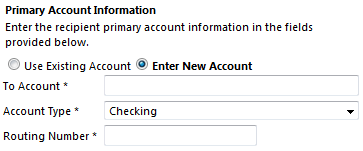 Primary Account Information
Enter the recipient primary account information in the fields
provided below.
Use Existing Account Enter New Account
To Account *
Account Type * Checking
Routing Number *